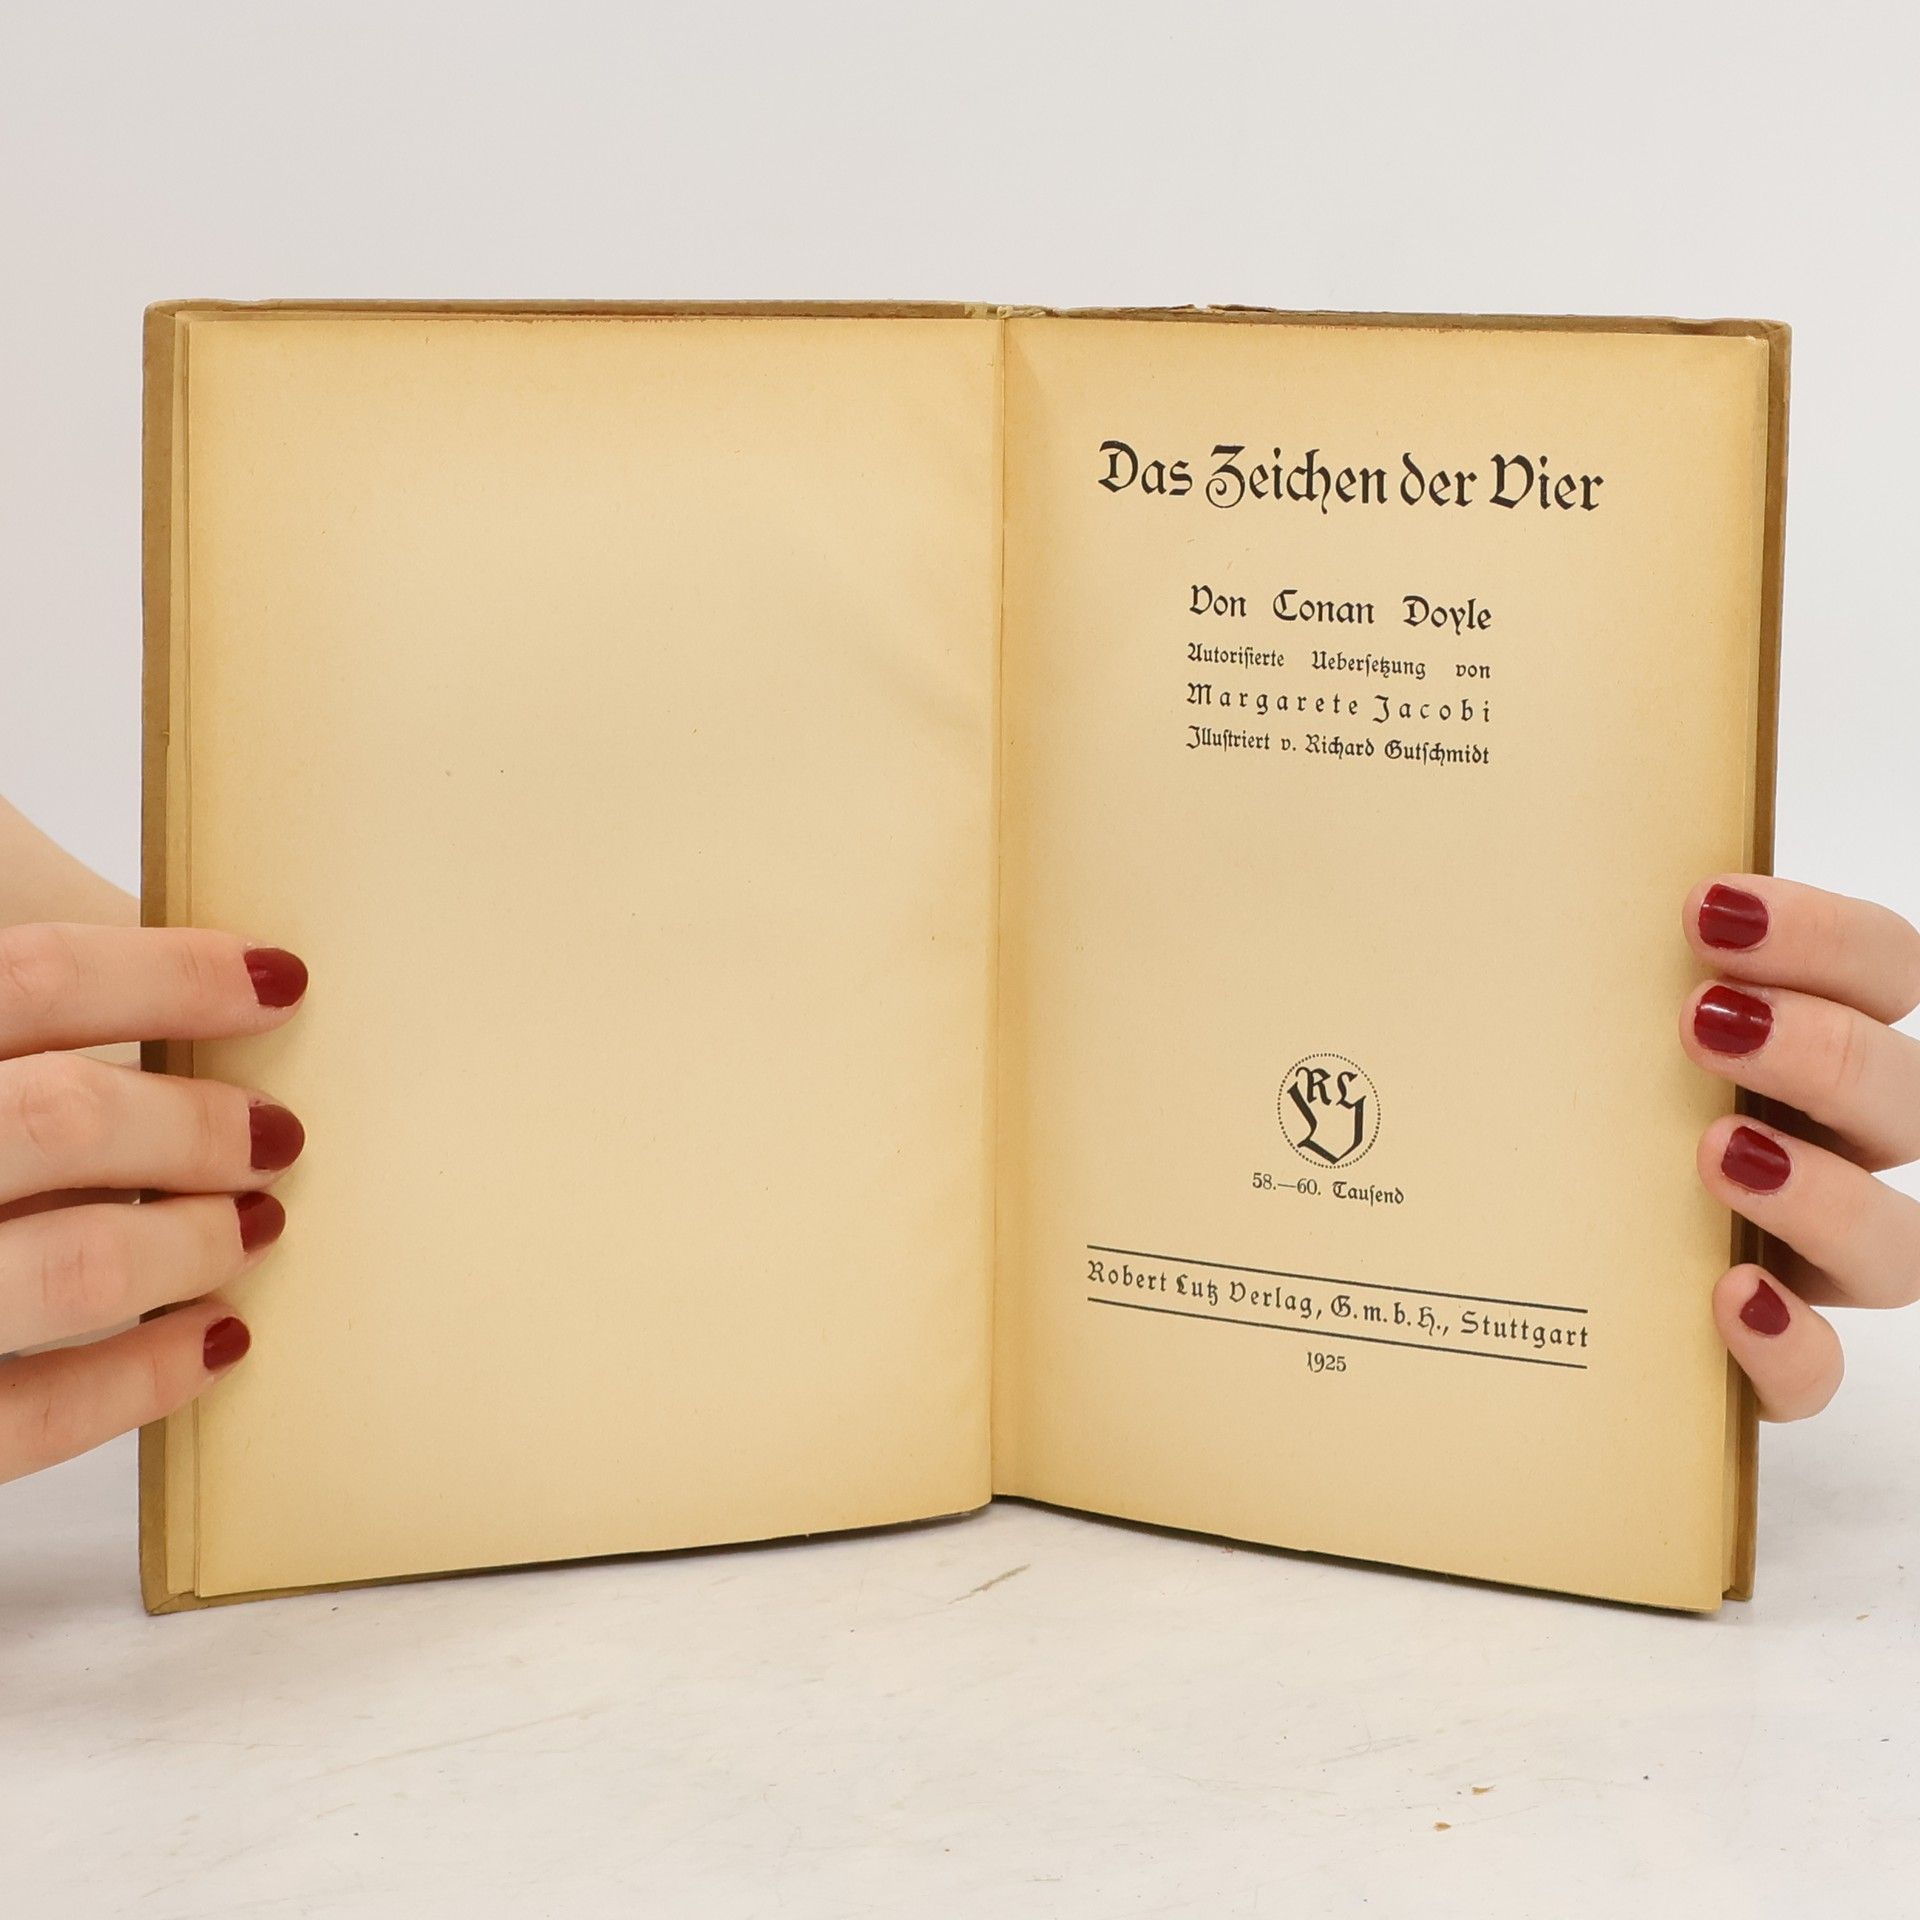 Das Zeichen der Vier
Von Conan Doyle
Autorisierte Uebersetzung von
Margarete Jacobi
Illustriert v. Richard Gutschmidt
RLV
58.—60. Tausend
Robert Lutz Verlag, G.m.b.H., Stuttgart
1925